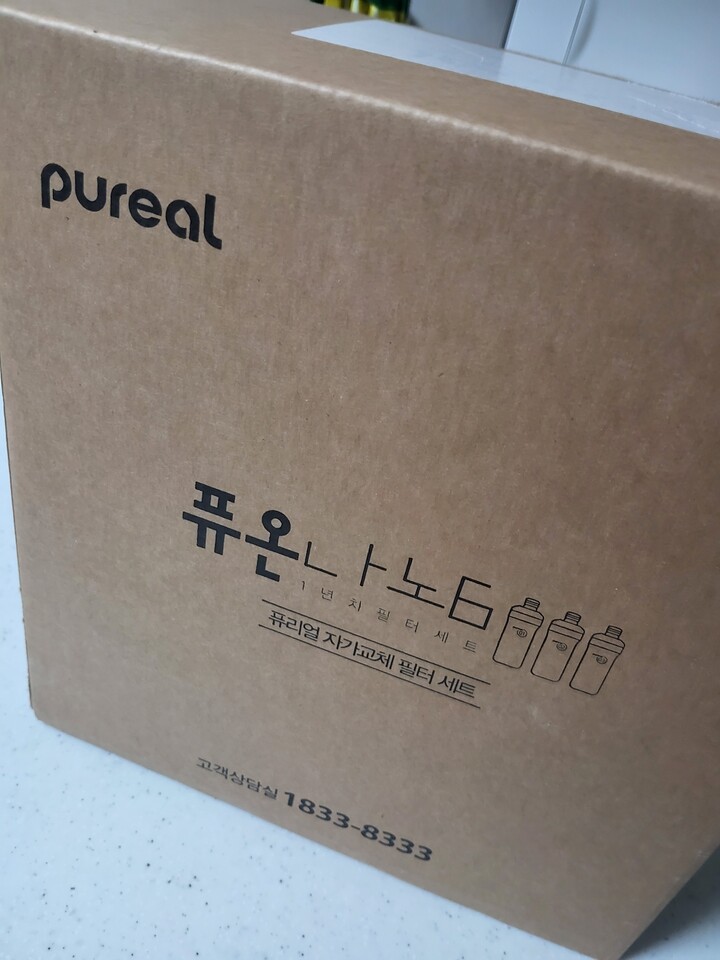 pureal
퓨온나노6
1년차필터세트
퓨리얼 자가교체 필터 세트
고객상담실 1833-8333